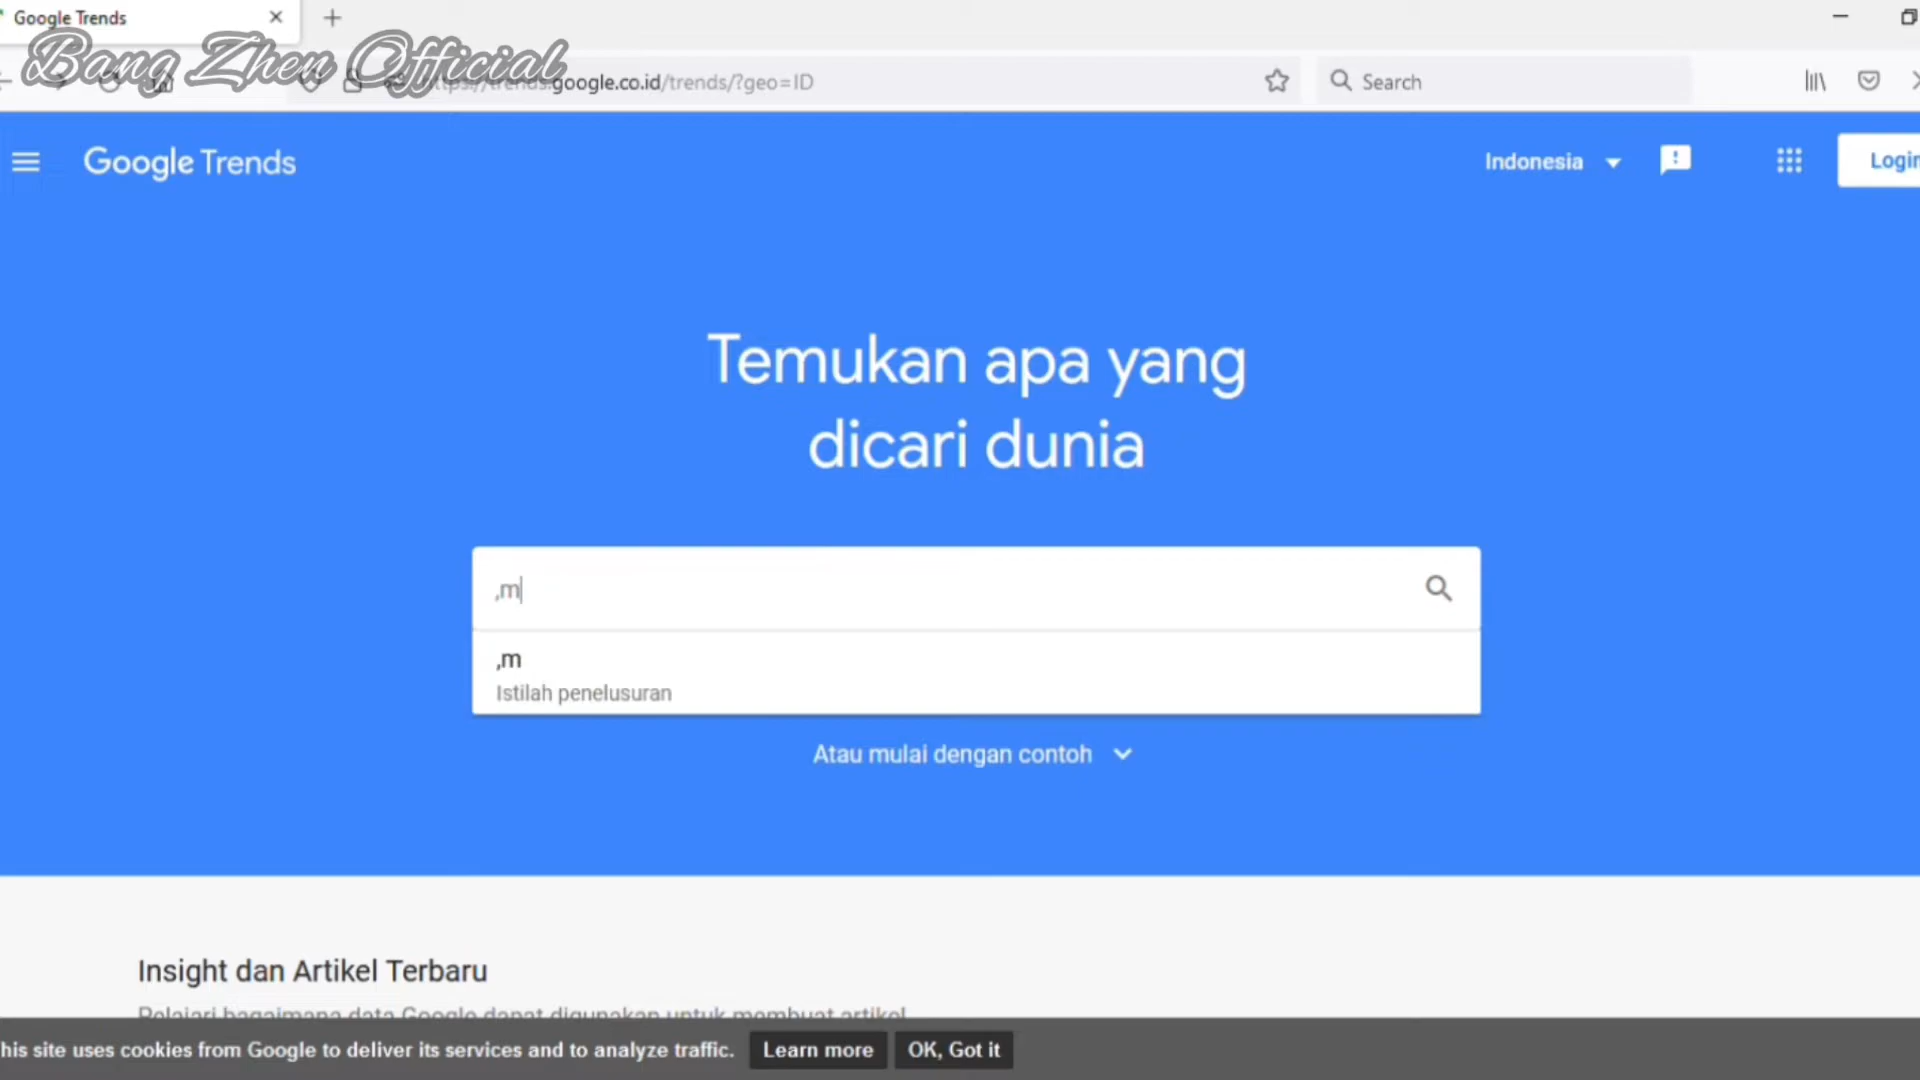 Google Trends
Bang Zhen Official
https://trends.google.co.id/trends/?geo=ID
Search
Google Trends
Indonesia
Login
Temukan apa yang
dicari dunia
,m
,m
Istilah penelusuran
Atau mulai dengan contoh
Insight dan Artikel Terbaru
Pelajari bagaimana data Google dapat digunakan untuk membuat artikel
his site uses cookies from Google to deliver its services and to analyze traffic.
Learn more
OK, Got it